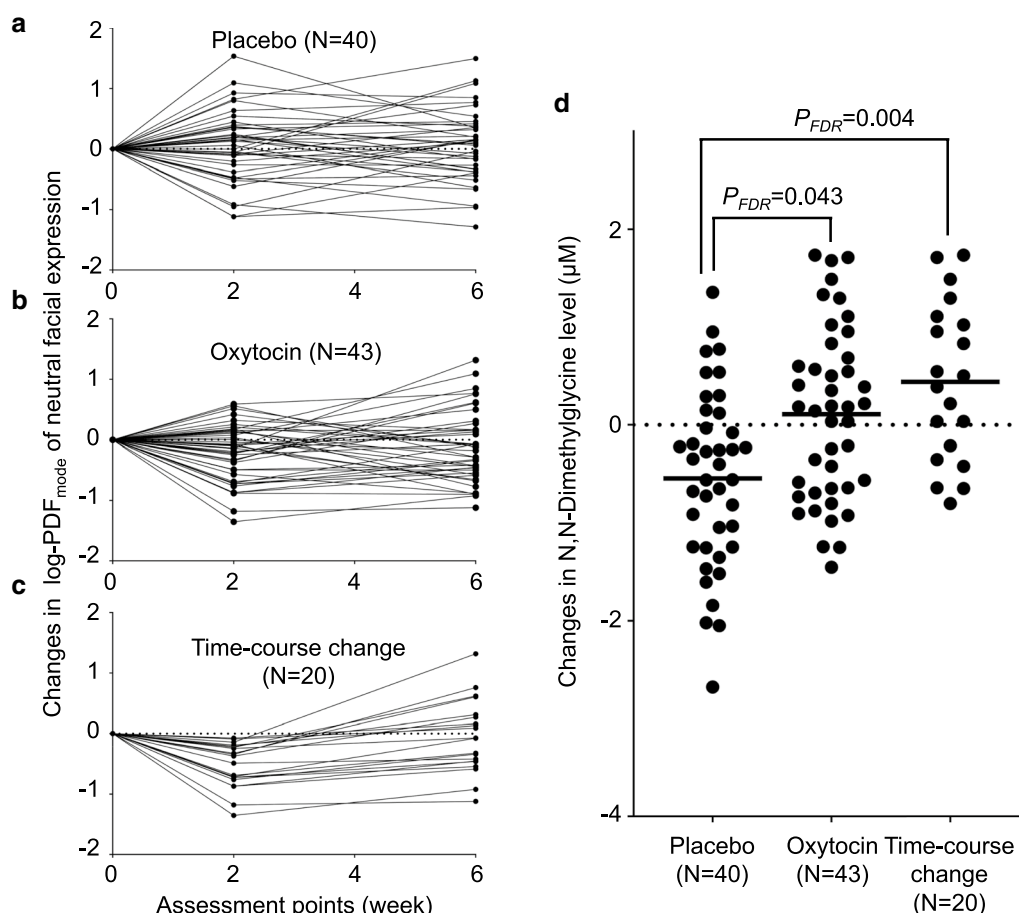 a
2
1
0
-1
-2
0
2
4
6
Placebo (N=40)
b
2
1
0
-1
-2
0
2
4
6
Oxytocin (N=43)
c
2
1
0
-1
-2
0
2
4
6
Time-course change
(N=20)
Changes in log-PDFmode of neutral facial expression
Assessment points (week)
d
PFDR=0.004
PFDR=0.043
2
0
-2
-4
Changes in N,N-Dimethylglycine level (µM)
Placebo
(N=40)
Oxytocin
(N=43)
Time-course
change
(N=20)